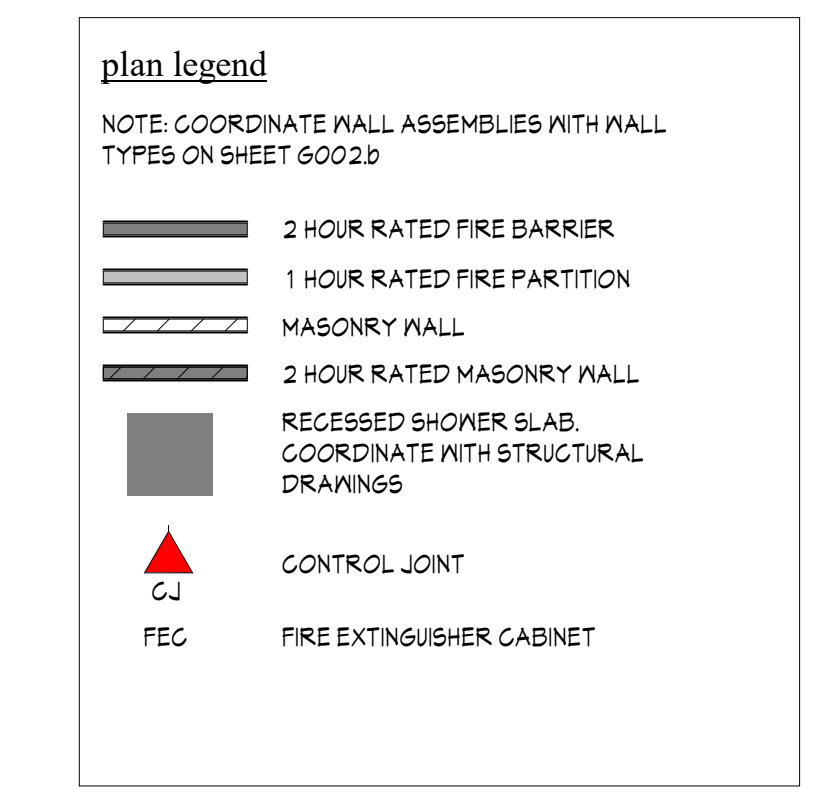 plan legend
NOTE: COORDINATE WALL ASSEMBLIES WITH WALL
TYPES ON SHEET G002.b
2 HOUR RATED FIRE BARRIER
1 HOUR RATED FIRE PARTITION
MASONRY WALL
2 HOUR RATED MASONRY WALL
RECESSED SHOWER SLAB.
COORDINATE WITH STRUCTURAL
DRAWINGS
CJ
CONTROL JOINT
FEC
FIRE EXTINGUISHER CABINET